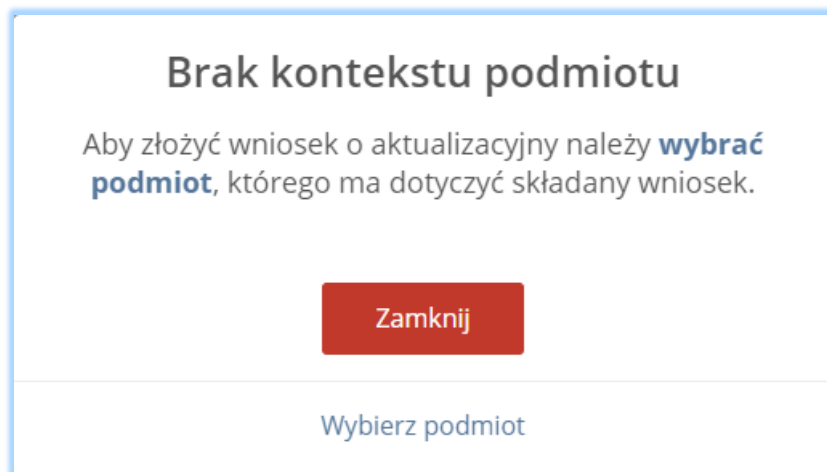 Brak kontekstu podmiotu
Aby złożyć wniosek o aktualizacyjny należy wybrać
podmiot, którego ma dotyczyć składany wniosek.
Zamknij
Wybierz podmiot